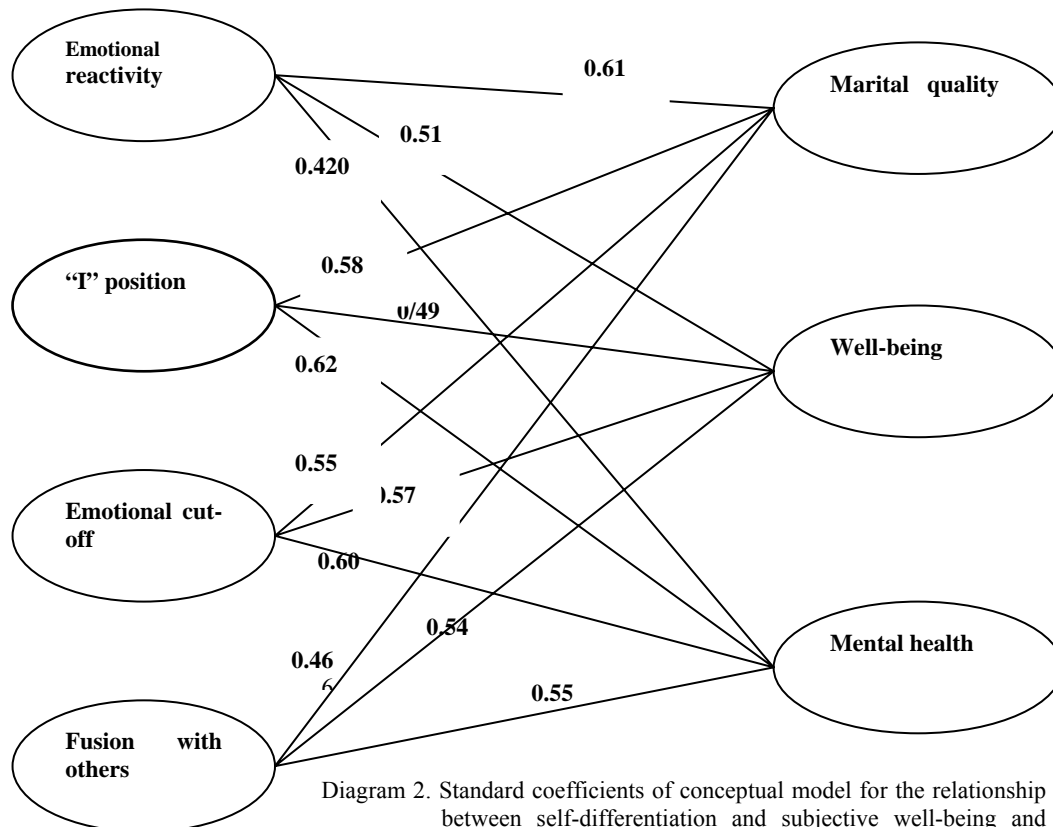 Emotional
reactivity
0.61
Marital quality
0.51
0.420
“I” position
0.58
0/49
Well-being
0.62
0.55
0.57
Emotional cut-
off
0.60
0.54
Mental health
0.46
6
0.55
Fusion with
others
Diagram 2. Standard coefficients of conceptual model for the relationship
between self-differentiation and subjective well-being and